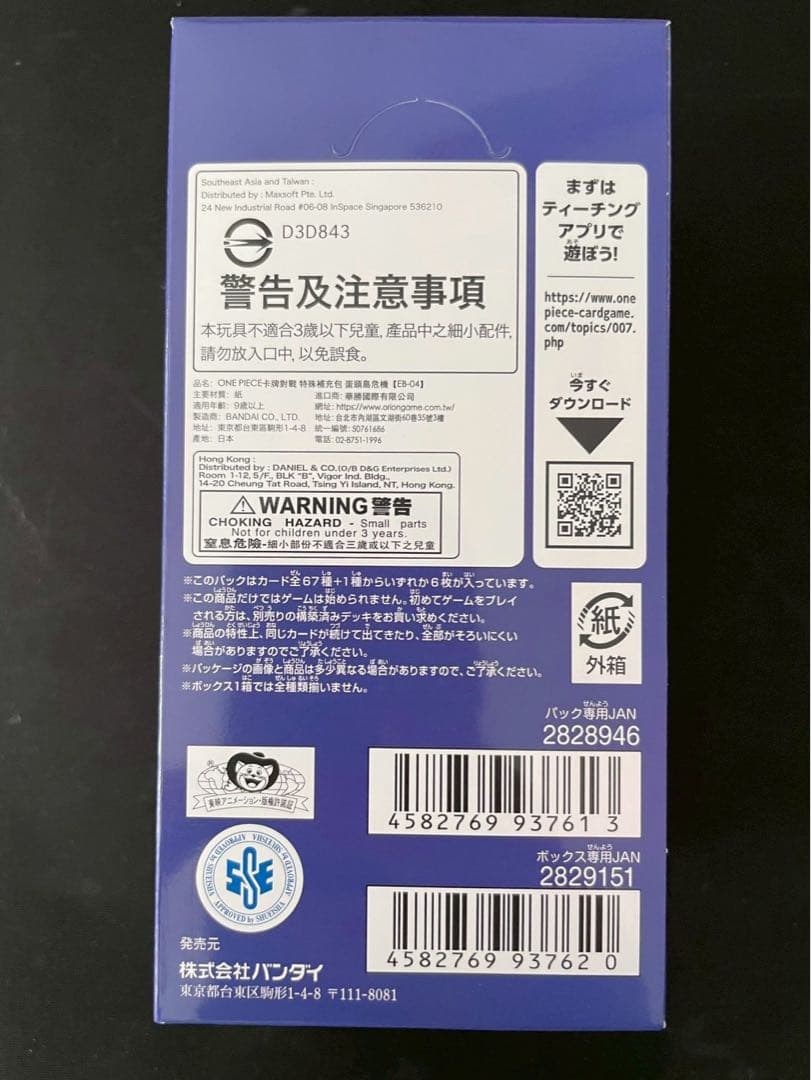 Southeast Asia and Taiwan :
Distributed by : Maxsoft Pte. Ltd.
24 New Industrial Road #06-08 InSpace Singapore 536210
D3D843
警告及注意事項
本玩具不適合3歲以下兒童,產品中之細小配件,
請勿放入口中,以免誤食。
品名: ONE PIECE卡牌對戰 特殊補充包 蛋頭島危機【EB-04】
主要材質: 紙
適用年齡: 9歲以上
製造商: BANDAI CO., LTD.
地址: 東京都台東區駒形1-4-8
產地: 日本
進口商: 華勝國際有限公司
網址: https://www.oriongame.com.tw/
地址: 台北市內湖區文湖街60巷35號3樓
統一編號: 50761686
電話: 02-8751-1996
Hong Kong :
Distributed by : DANIEL & CO.(O/B D&G Enterprises Ltd.)
Room 1-12, 5/F., BLK "B", Vigor Ind. Bldg.,
14-20 Cheung Tat Road, Tsing Yi Island, NT, Hong Kong.
WARNING 警告
CHOKING HAZARD - Small parts
Not for children under 3 years.
窒息危險-細小部份不適合三歲或以下之兒童
まずは
ティーチング
アプリで
遊ぼう!
https://www.one
piece-cardgame.
com/topics/007.
php
今すぐ
ダウンロード
※このパックはカード全67種+1種からいずれか6枚が入っています。
※この商品だけではゲームは始められません。初めてゲームをプレイ
される方は、別売りの構築済みデッキをお買い求めください。
※商品の特性上、同じカードが続けて出てきたり、全部がそろいにくい
場合がありますのでご了承ください。
※パッケージの画像と商品は多少異なる場合がありますので、ご了承ください。
※ボックス1箱では全種類揃いません。
紙
外箱
パック専用JAN
2828946
4582769 937613
ボックス専用JAN
2829151
4582769 937620
東映アニメーション・版権許諾証
APPROVED by SHUEISHA
発売元
株式会社バンダイ
東京都台東区駒形1-4-8 〒111-8081